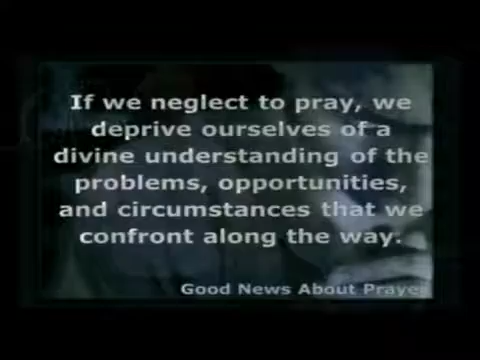 If we neglect to pray, we
deprive ourselves of a
divine understanding of the
problems, opportunities,
and circumstances that we
confront along the way.
Good News About Prayer